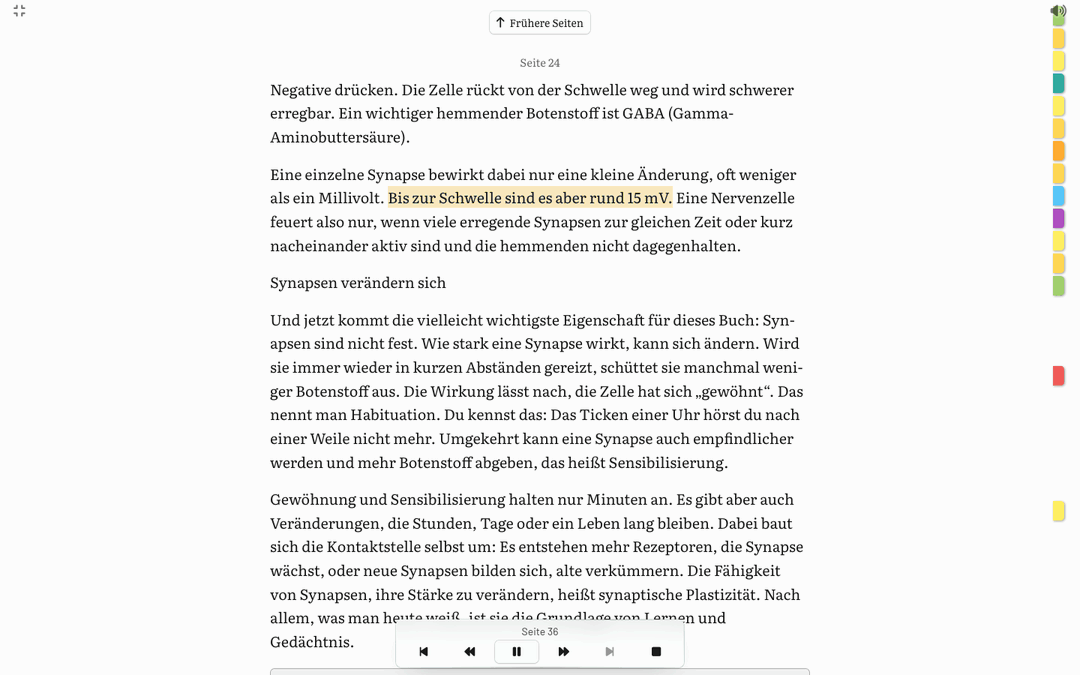 Frühere Seiten
Seite 24
Negative drücken. Die Zelle rückt von der Schwelle weg und wird schwerer
erregbar. Ein wichtiger hemmender Botenstoff ist GABA (Gamma-
Aminobuttersäure).
Eine einzelne Synapse bewirkt dabei nur eine kleine Änderung, oft weniger
als ein Millivolt. Bis zur Schwelle sind es aber rund 15 mV. Eine Nervenzelle
feuert also nur, wenn viele erregende Synapsen zur gleichen Zeit oder kurz
nacheinander aktiv sind und die hemmenden nicht dagegenhalten.
Synapsen verändern sich
Und jetzt kommt die vielleicht wichtigste Eigenschaft für dieses Buch: Syn-
apsen sind nicht fest. Wie stark eine Synapse wirkt, kann sich ändern. Wird
sie immer wieder in kurzen Abständen gereizt, schüttet sie manchmal weni-
ger Botenstoff aus. Die Wirkung lässt nach, die Zelle hat sich „gewöhnt“. Das
nennt man Habituation. Du kennst das: Das Ticken einer Uhr hörst du nach
einer Weile nicht mehr. Umgekehrt kann eine Synapse auch empfindlicher
werden und mehr Botenstoff abgeben, das heißt Sensibilisierung.
Gewöhnung und Sensibilisierung halten nur Minuten an. Es gibt aber auch
Veränderungen, die Stunden, Tage oder ein Leben lang bleiben. Dabei baut
sich die Kontaktstelle selbst um: Es entstehen mehr Rezeptoren, die Synapse
wächst, oder neue Synapsen bilden sich, alte verkümmern. Die Fähigkeit
von Synapsen, ihre Stärke zu verändern, heißt synaptische Plastizität. Nach
allem, was man heute weiß, ist sie die Grundlage von Lernen und
Gedächtnis.
Seite 36